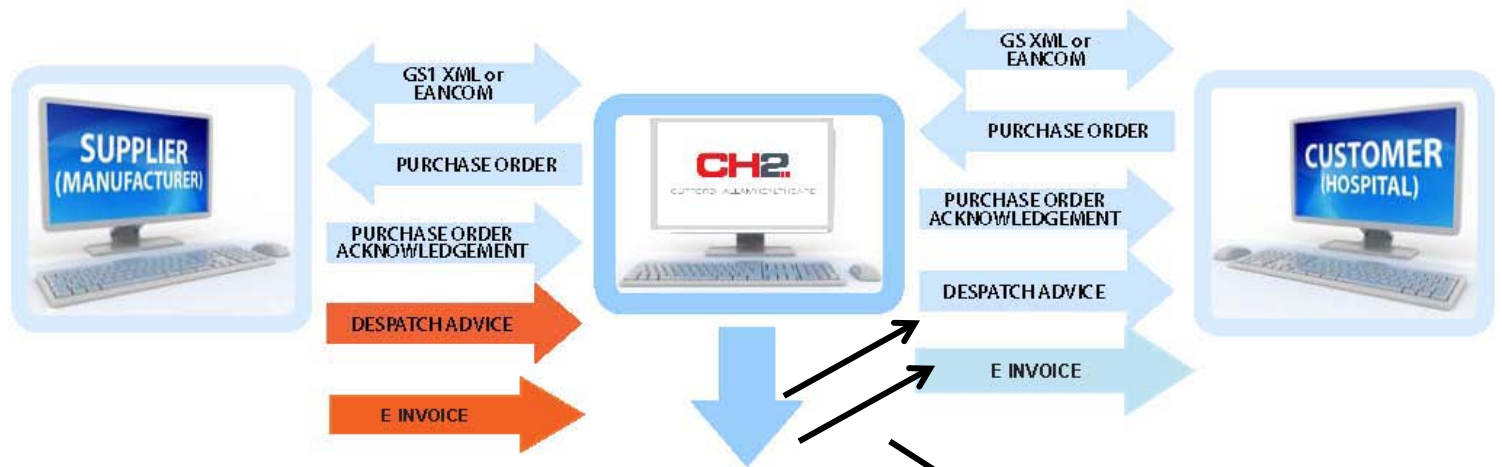 GS1 XML or
EANCOM
GS XML or
EANCOM
SUPPLIER
(MANUFACTURER)
PURCHASE ORDER
PURCHASE ORDER
CH2
CUSTOMER
(HOSPITAL)
PURCHASE ORDER
ACKNOWLEDGEMENT
PURCHASE ORDER
ACKNOWLEDGEMENT
DESPATCH ADVICE
DESPATCH ADVICE
E INVOICE
E INVOICE